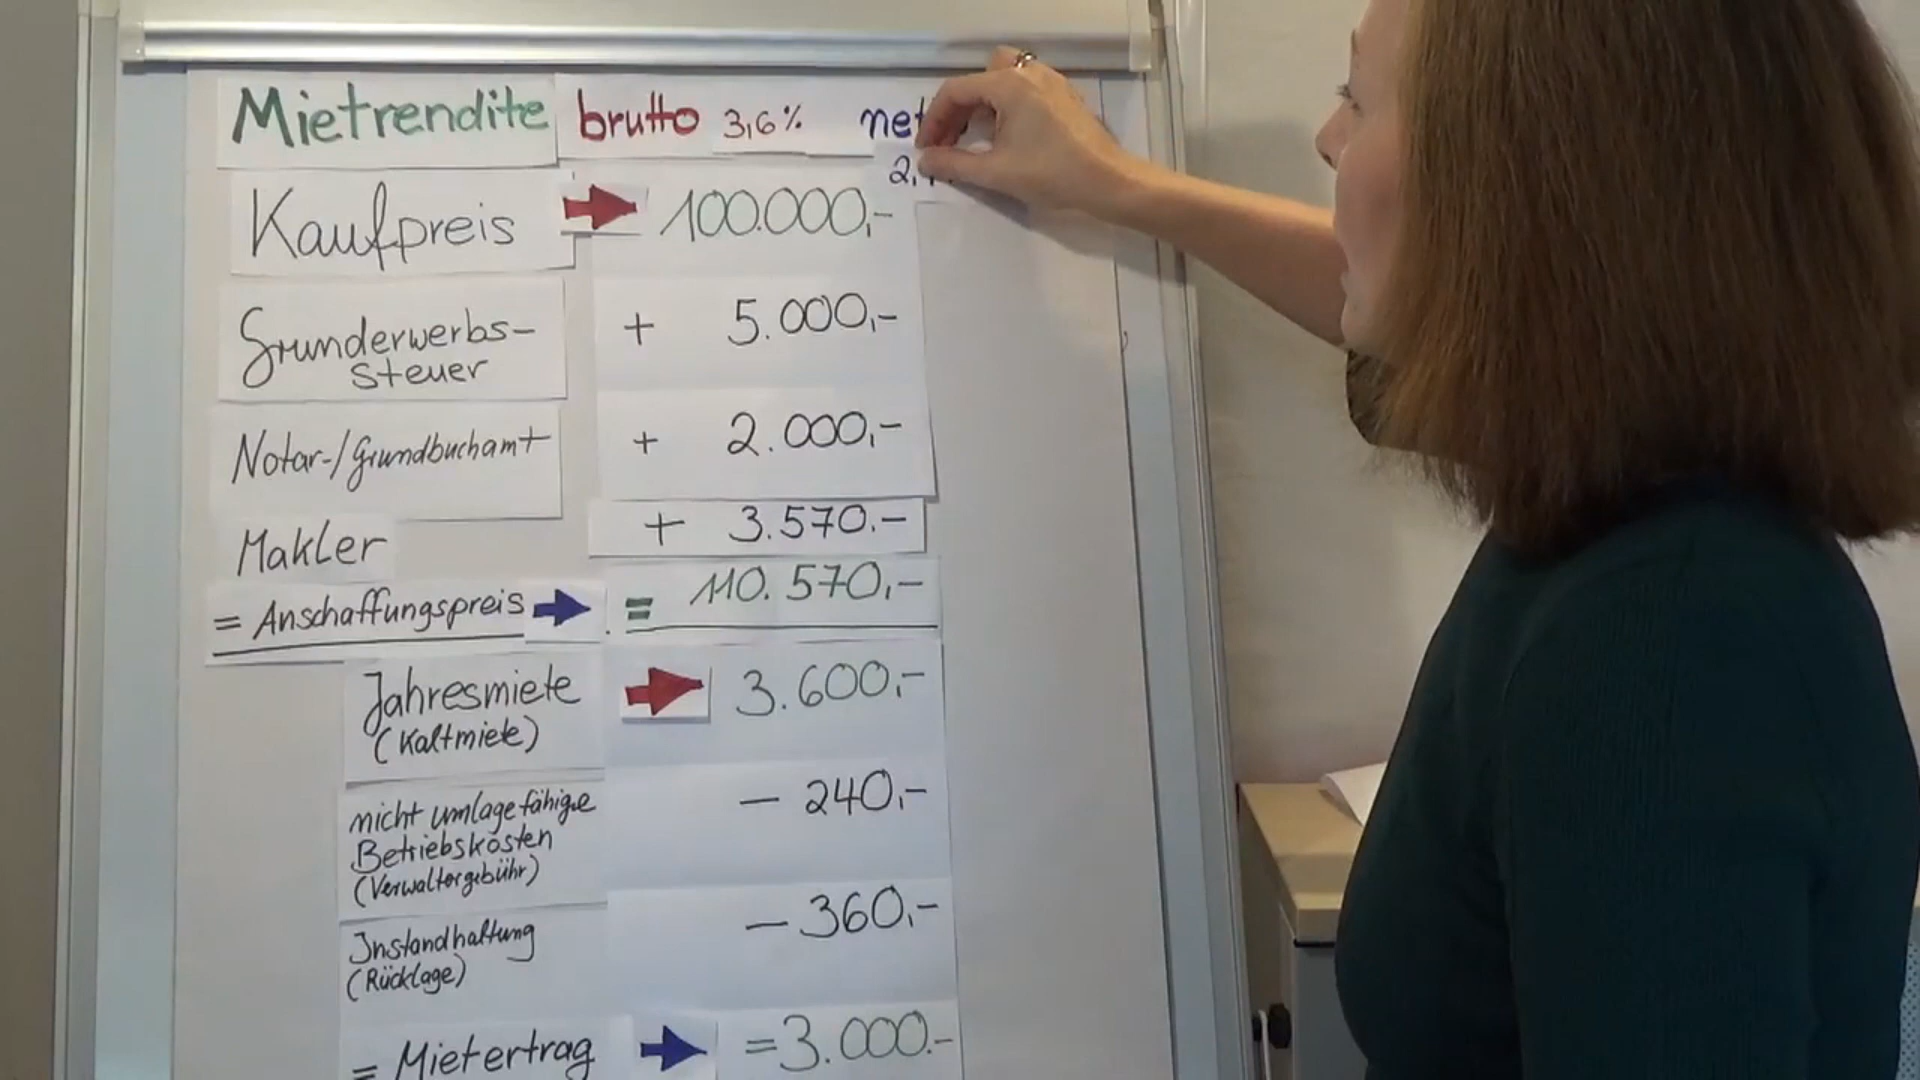 Mietrendite brutto 3,6%
Kaufpreis 100.000,-
Grunderwerbs-
steuer + 5.000,-
Notar-/Grundbuchamt + 2.000,-
Makler + 3.570.-
= Anschaffungspreis = 110.570,-
Jahresmiete 3.600,-
(Kaltmiete)
nicht umlagefähige - 240,-
Betriebskosten
(Verwaltergebühr)
Instandhaltung - 360,-
(Rücklage)
= Mietertrag = 3.000.-